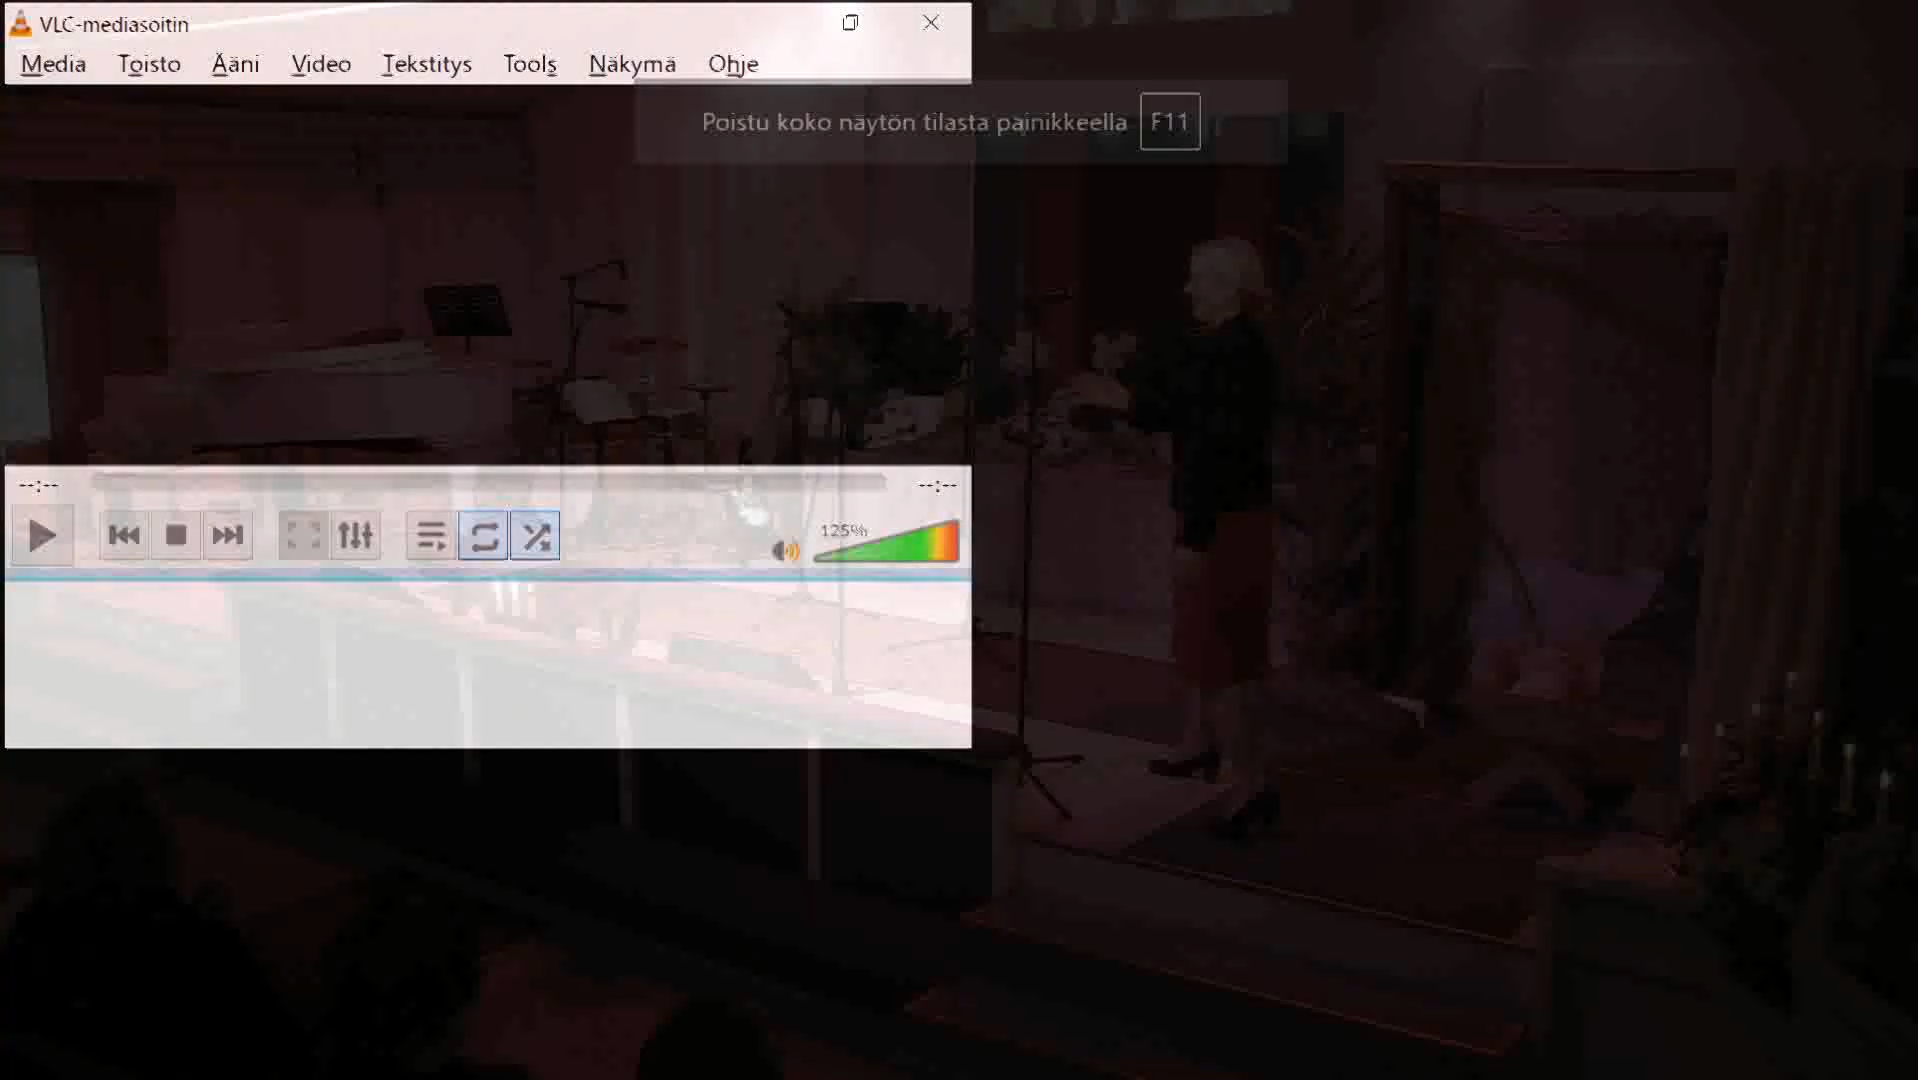 VLC-mediasoitin
Media Toisto Ääni Video Tekstitys Tools Näkymä Ohje
Poistu koko näytön tilasta painikkeella F11
--:-- --:--
125%